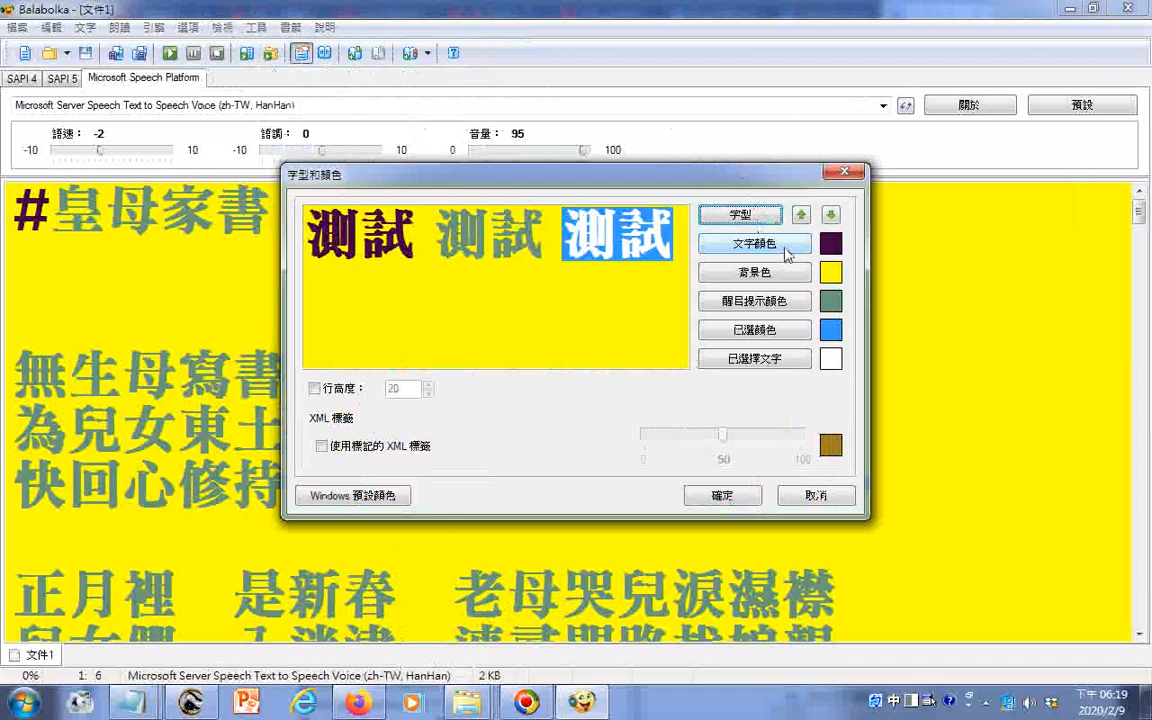 Balabolka - [文件1]
檔案 編輯 文字 朗讀 引擎 選項 檢視 工具 書籤 說明
SAPI 4 SAPI 5 Microsoft Speech Platform
Microsoft Server Speech Text to Speech Voice (zh-TW, HanHan) 關於 預設
語速： -2 語調： 0 音量： 95
-10 10 -10 10 0 100
#皇母家書
無生母寫書
為兒女東土
快回心修持
正月裡 是新春 老母哭兒淚濕襟
字型和顏色
測試 測試 測試
字型
文字顏色
背景色
醒目提示顏色
已選顏色
已選擇文字
行高度： 20
XML 標籤
使用標記的 XML 標籤
0 50 100
Windows 預設顏色 確定 取消
文件1
0% 1: 6 Microsoft Server Speech Text to Speech Voice (zh-TW, HanHan) 2 KB
中
下午 06:19
2020/2/9